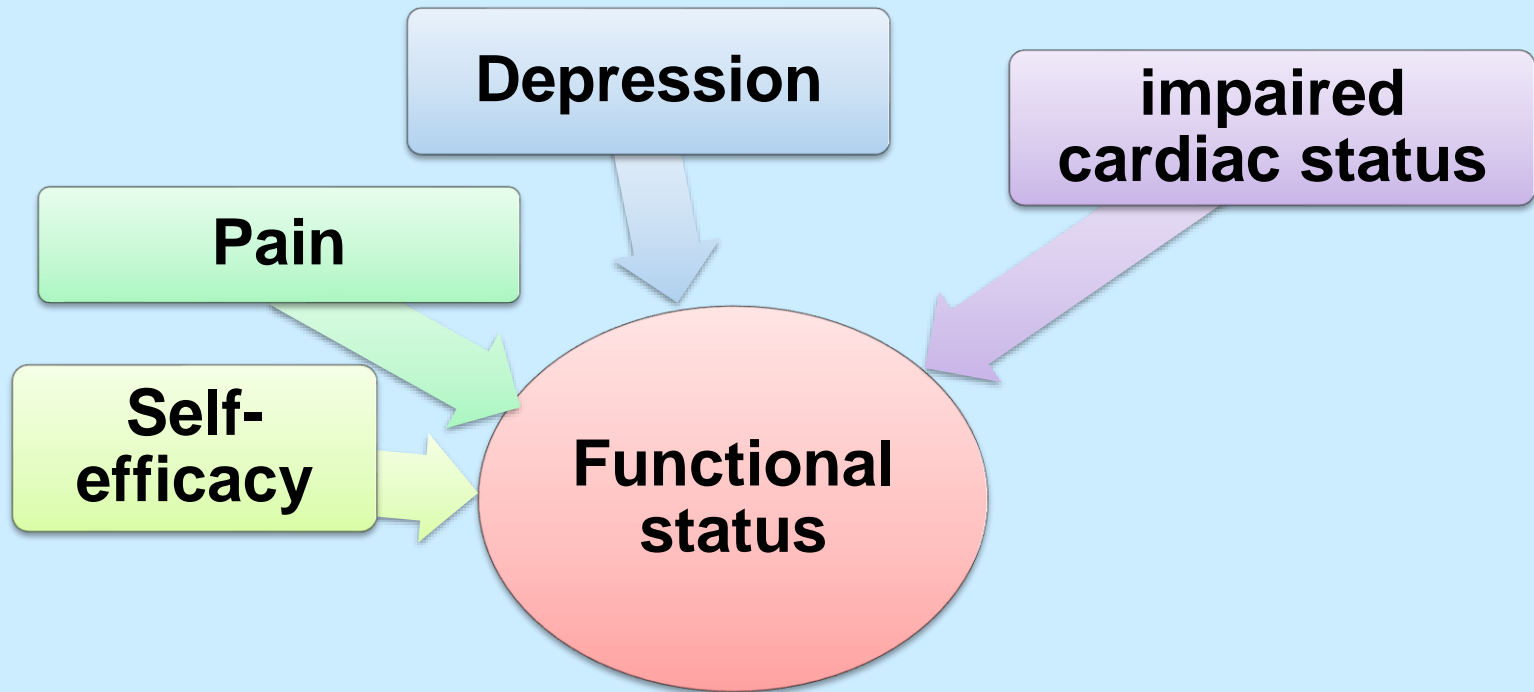 Depression
impaired
cardiac status
Pain
Self-
efficacy
Functional
status